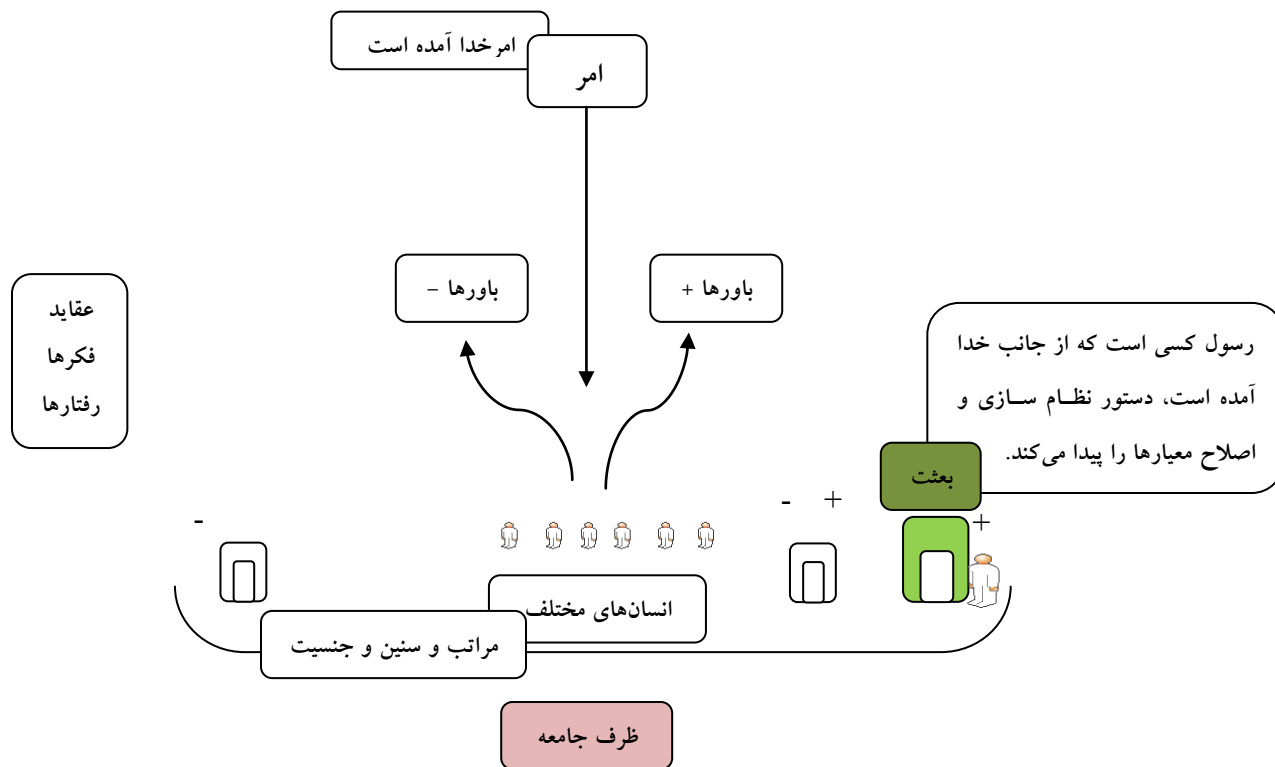 امرخدا آمده است
امر
باورها +
باورها –
عقاید
فکرها
رفتارها
رسول کسی است که از جانب خدا
آمده است، دستور نظام سازی و
اصلاح معیارها را پیدا می‌کند.
بعثت
+
+
-
-
انسان‌های مختلف
مراتب و سنین و جنسیت
ظرف جامعه